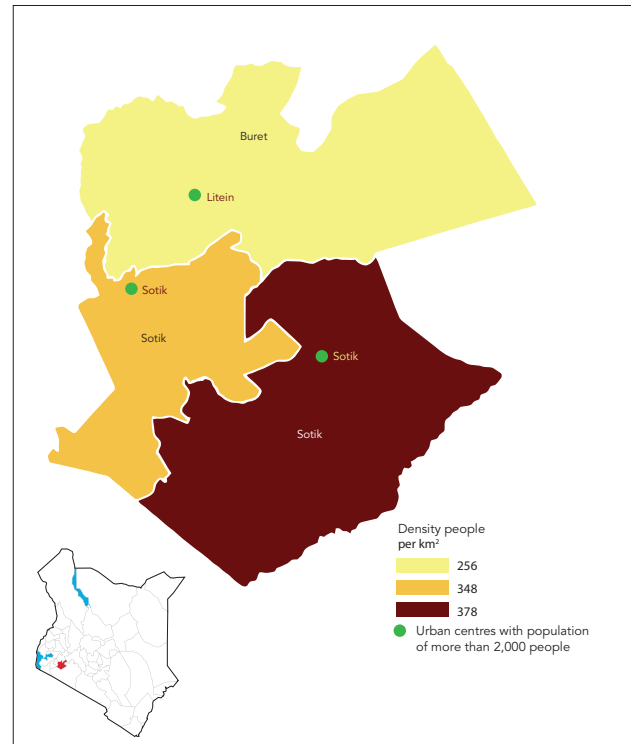 Buret
Litein
Sotik
Sotik
Sotik
Sotik
Density people
per km²
256
348
378
Urban centres with population
of more than 2,000 people